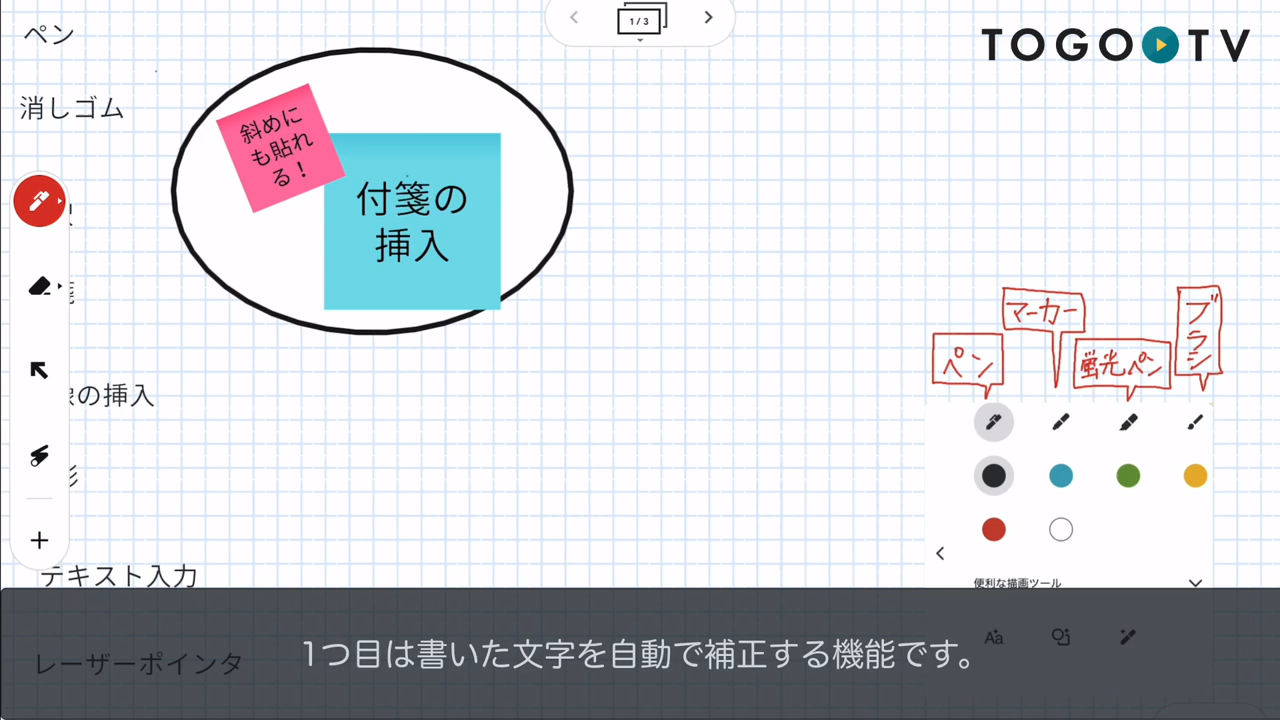 ペン
1 / 3
TOGO TV
消しゴム
斜めに
も貼れ
る！
付箋の
挿入
マーカー
ブラシ
ペン
蛍光ペン
の挿入
テキスト入力
便利な描画ツール
Aa
レーザーポインタ
1つ目は書いた文字を自動で補正する機能です。